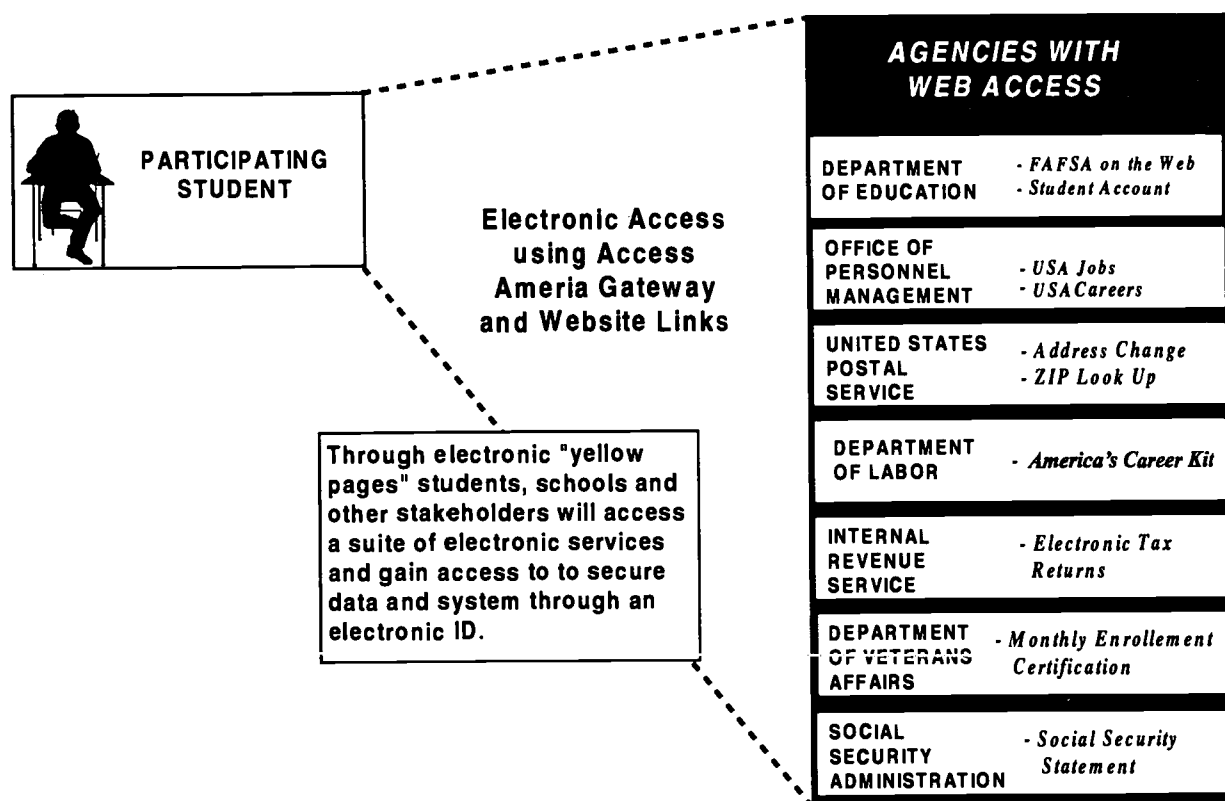 AGENCIES WITH
WEB ACCESS
PARTICIPATING
STUDENT
Electronic Access
using Access
Ameria Gateway
and Website Links
Through electronic "yellow
pages" students, schools and
other stakeholders will access
a suite of electronic services
and gain access to to secure
data and system through an
electronic ID.
DEPARTMENT
OF EDUCATION
- FAFSA on the Web
- Student Account
OFFICE OF
PERSONNEL
MANAGEMENT
- USA Jobs
- USACareers
UNITED STATES
POSTAL
SERVICE
- Address Change
- ZIP Look Up
DEPARTMENT
OF LABOR
- America's Career Kit
INTERNAL
REVENUE
SERVICE
- Electronic Tax
Returns
DEPARTMENT
OF VETERANS
AFFAIRS
- Monthly Enrollement
Certification
SOCIAL
SECURITY
ADMINISTRATION
- Social Security
Statement